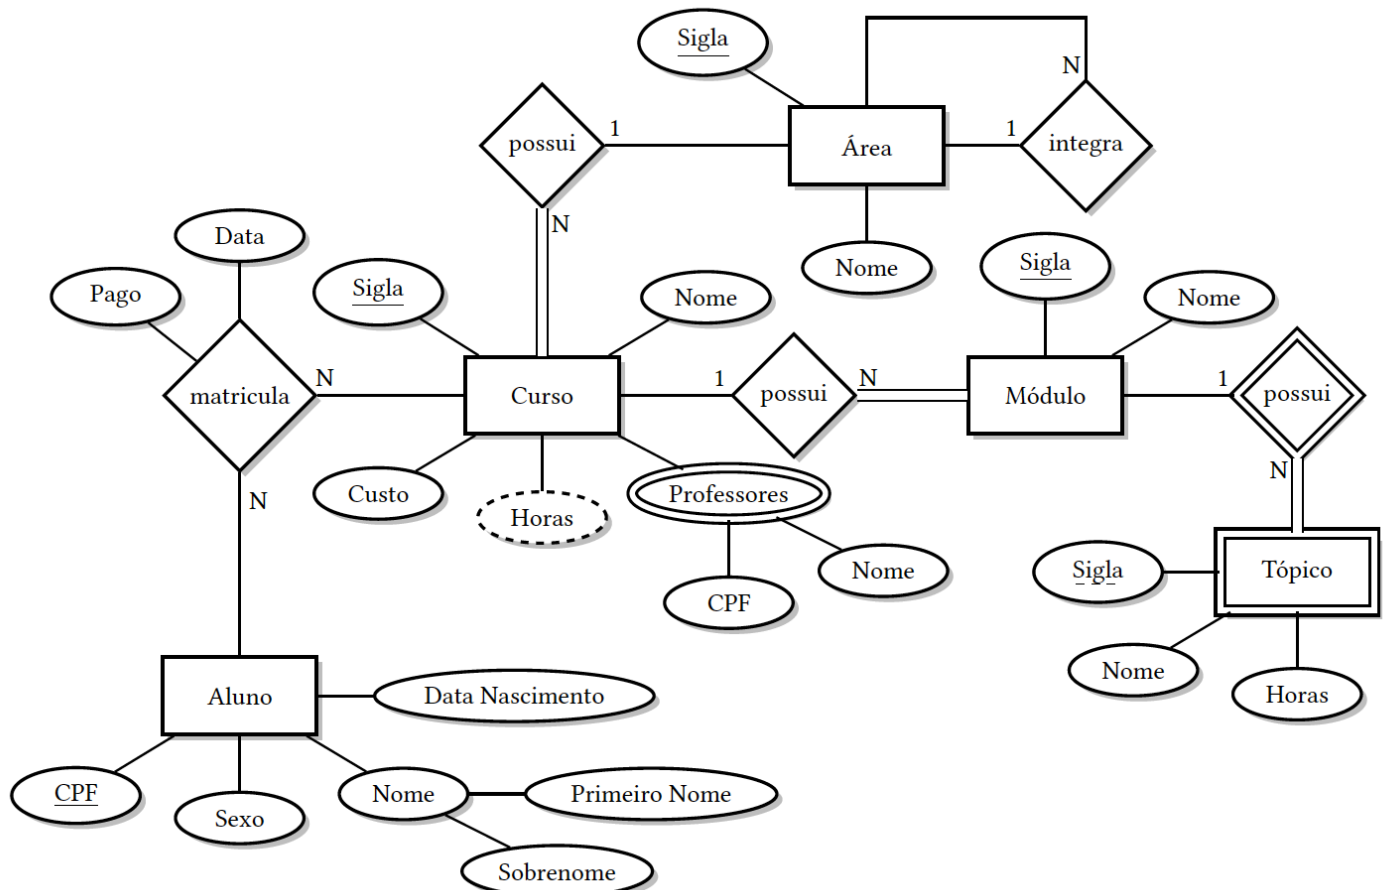 Sigla
N
possui
1
Área
1
integra
N
Data
Nome
Sigla
Pago
Sigla
Nome
Nome
matricula
N
Curso
1
possui
N
Módulo
1
possui
N
Custo
Horas
Professores
N
Sigla
Tópico
CPF
Nome
Nome
Horas
Aluno
Data Nascimento
CPF
Sexo
Nome
Primeiro Nome
Sobrenome